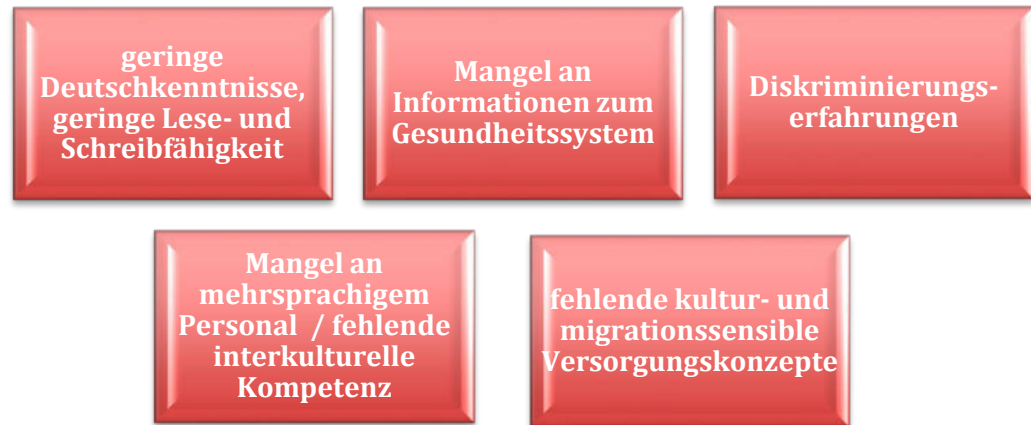 geringe
Deutschkenntnisse,
geringe Lese- und
Schreibfähigkeit
Mangel an
Informationen zum
Gesundheitssystem
Diskriminierungs-
erfahrungen
Mangel an
mehrsprachigem
Personal / fehlende
interkulturelle
Kompetenz
fehlende kultur- und
migrationssensible
Versorgungskonzepte